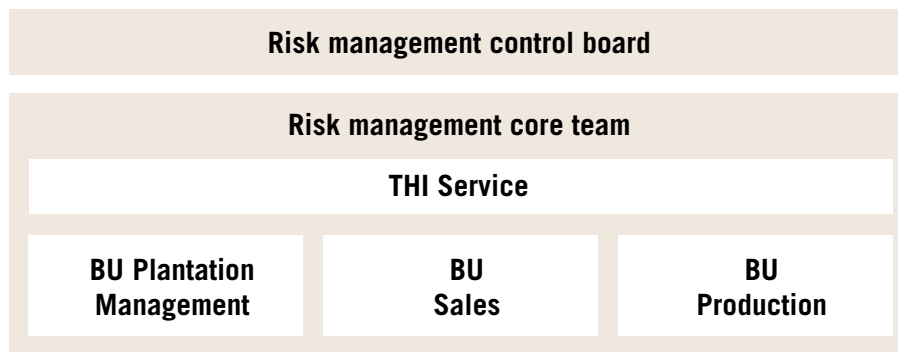 Risk management control board
Risk management core team
THI Service
BU Plantation
Management
BU
Sales
BU
Production